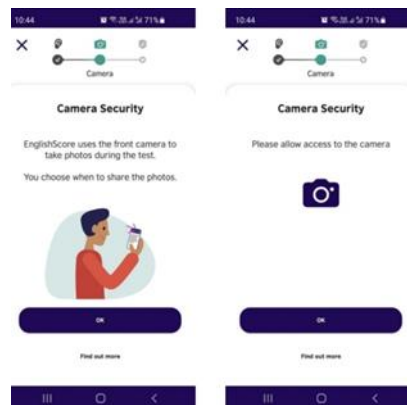 10:44
71%
Camera
Camera Security
EnglishScore uses the front camera to
take photos during the test.
You choose when to share the photos.
OK
Find out more
10:44
71%
Camera
Camera Security
Please allow access to the camera
OK
Find out more